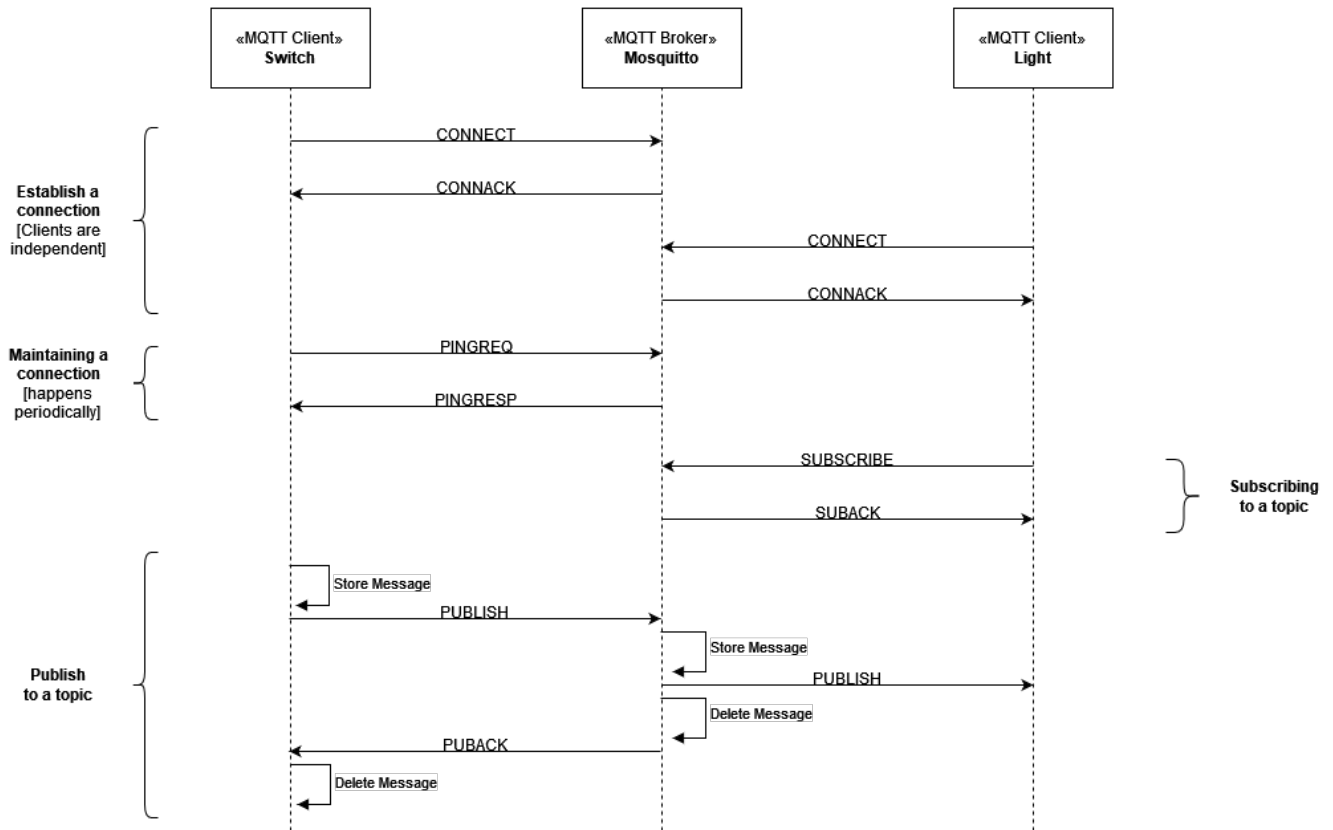 «MQTT Client»
Switch
«MQTT Broker»
Mosquitto
«MQTT Client»
Light
Establish a
connection
[Clients are
independent]
CONNECT
CONNACK
CONNECT
CONNACK
Maintaining a
connection
[happens
periodically]
PINGREQ
PINGRESP
SUBSCRIBE
SUBACK
Subscribing
to a topic
Publish
to a topic
Store Message
PUBLISH
Store Message
PUBLISH
Delete Message
PUBACK
Delete Message